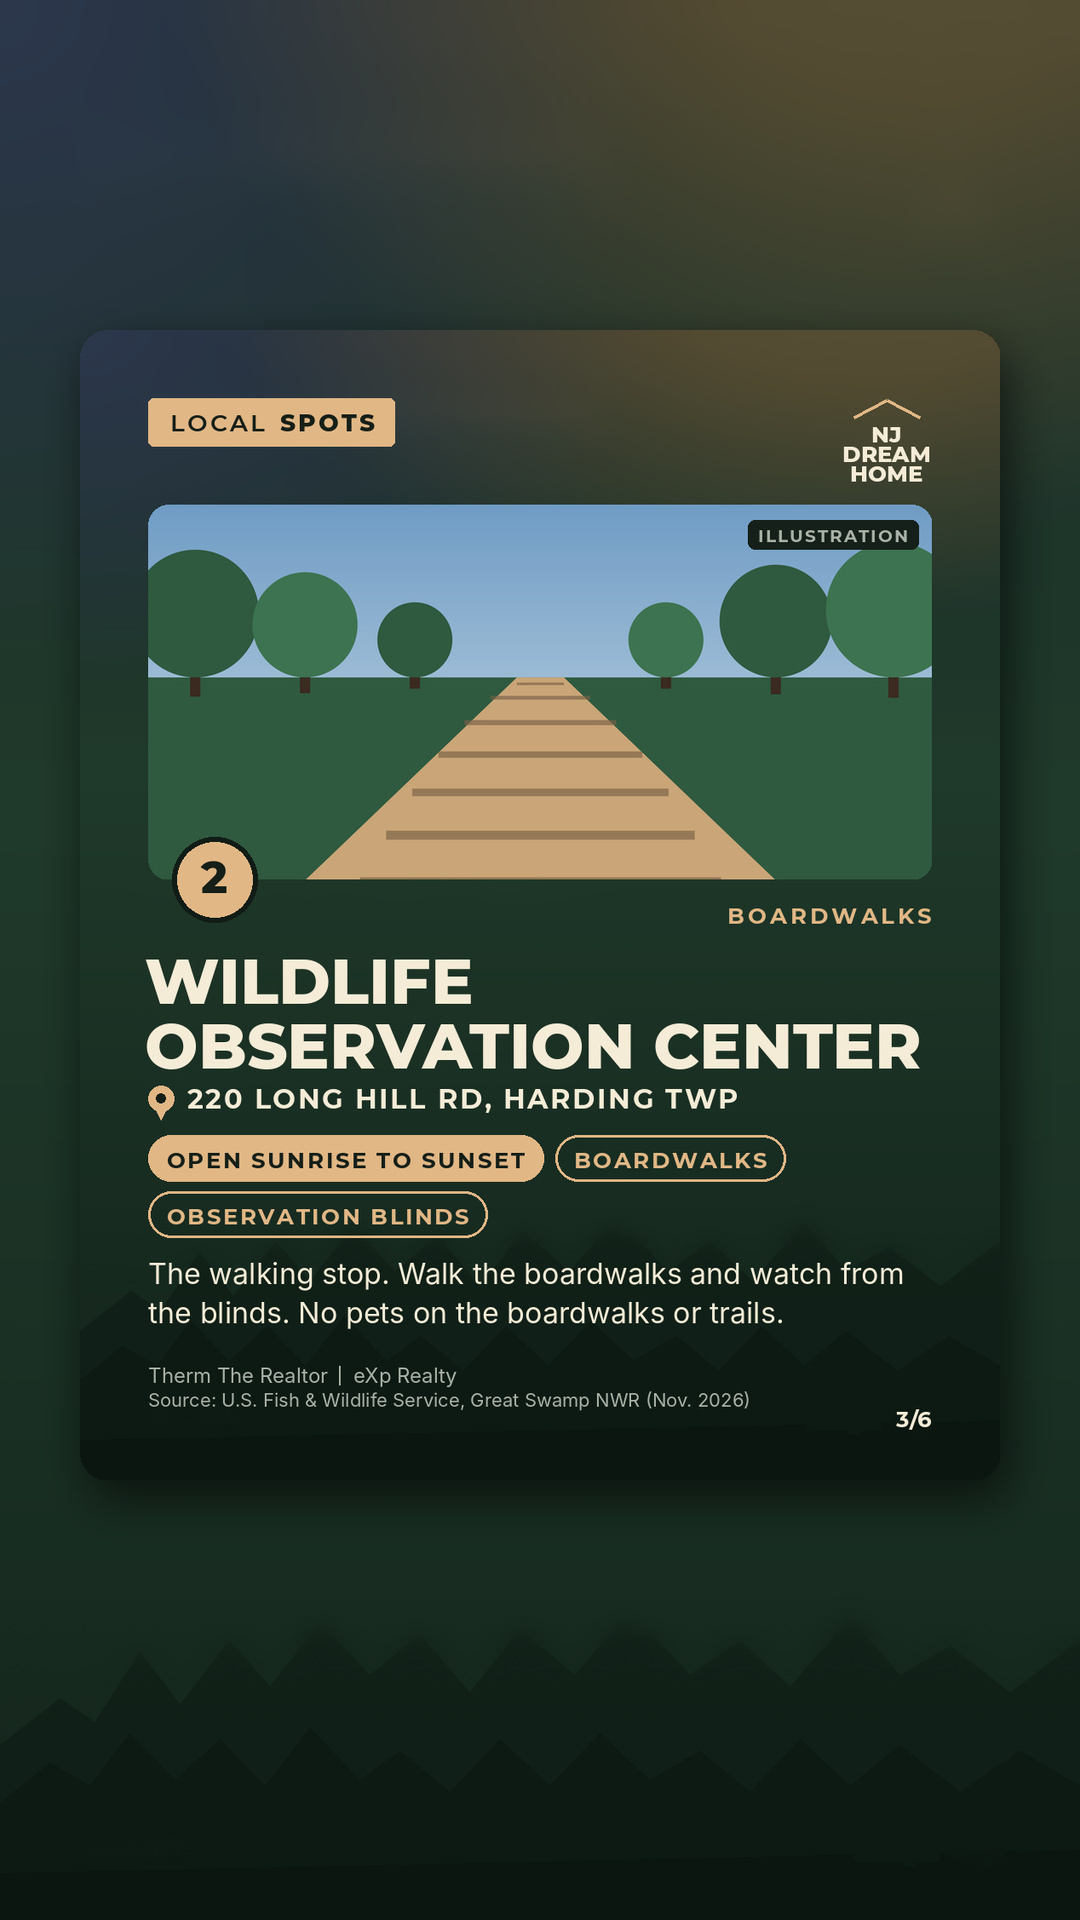 LOCAL SPOTS
NJ
DREAM
HOME
ILLUSTRATION
2
BOARDWALKS
WILDLIFE
OBSERVATION CENTER
220 LONG HILL RD, HARDING TWP
OPEN SUNRISE TO SUNSET
BOARDWALKS
OBSERVATION BLINDS
The walking stop. Walk the boardwalks and watch from
the blinds. No pets on the boardwalks or trails.
Therm The Realtor | eXp Realty
Source: U.S. Fish & Wildlife Service, Great Swamp NWR (Nov. 2026)
3/6